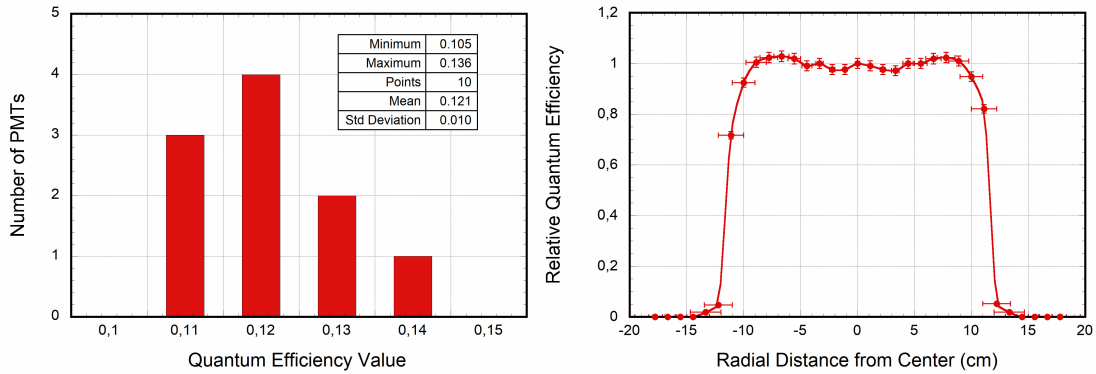 5
4
3
2
1
0
Number of PMTs
Minimum 0.105
Maximum 0.136
Points 10
Mean 0.121
Std Deviation 0.010
0,1 0,11 0,12 0,13 0,14 0,15
Quantum Efficiency Value
1,2
1
0,8
0,6
0,4
0,2
0
Relative Quantum Efficiency
-20 -15 -10 -5 0 5 10 15 20
Radial Distance from Center (cm)